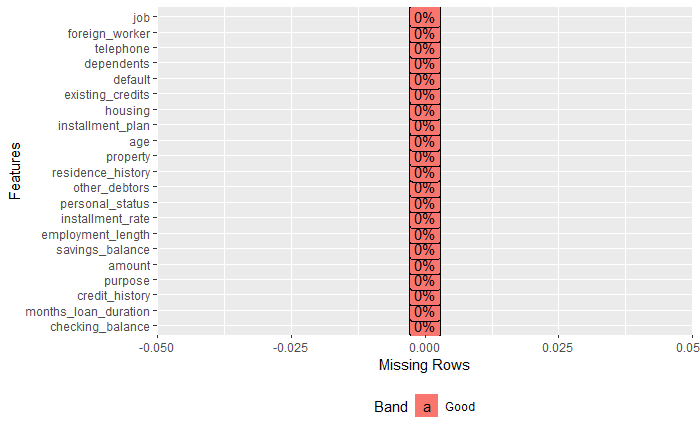 job 0%
foreign_worker 0%
telephone 0%
dependents 0%
default 0%
existing_credits 0%
housing 0%
installment_plan 0%
age 0%
property 0%
residence_history 0%
other_debtors 0%
personal_status 0%
installment_rate 0%
employment_length 0%
savings_balance 0%
amount 0%
purpose 0%
credit_history 0%
months_loan_duration 0%
checking_balance 0%
Features
-0.050 -0.025 0.000 0.025 0.05
Missing Rows
Band a Good